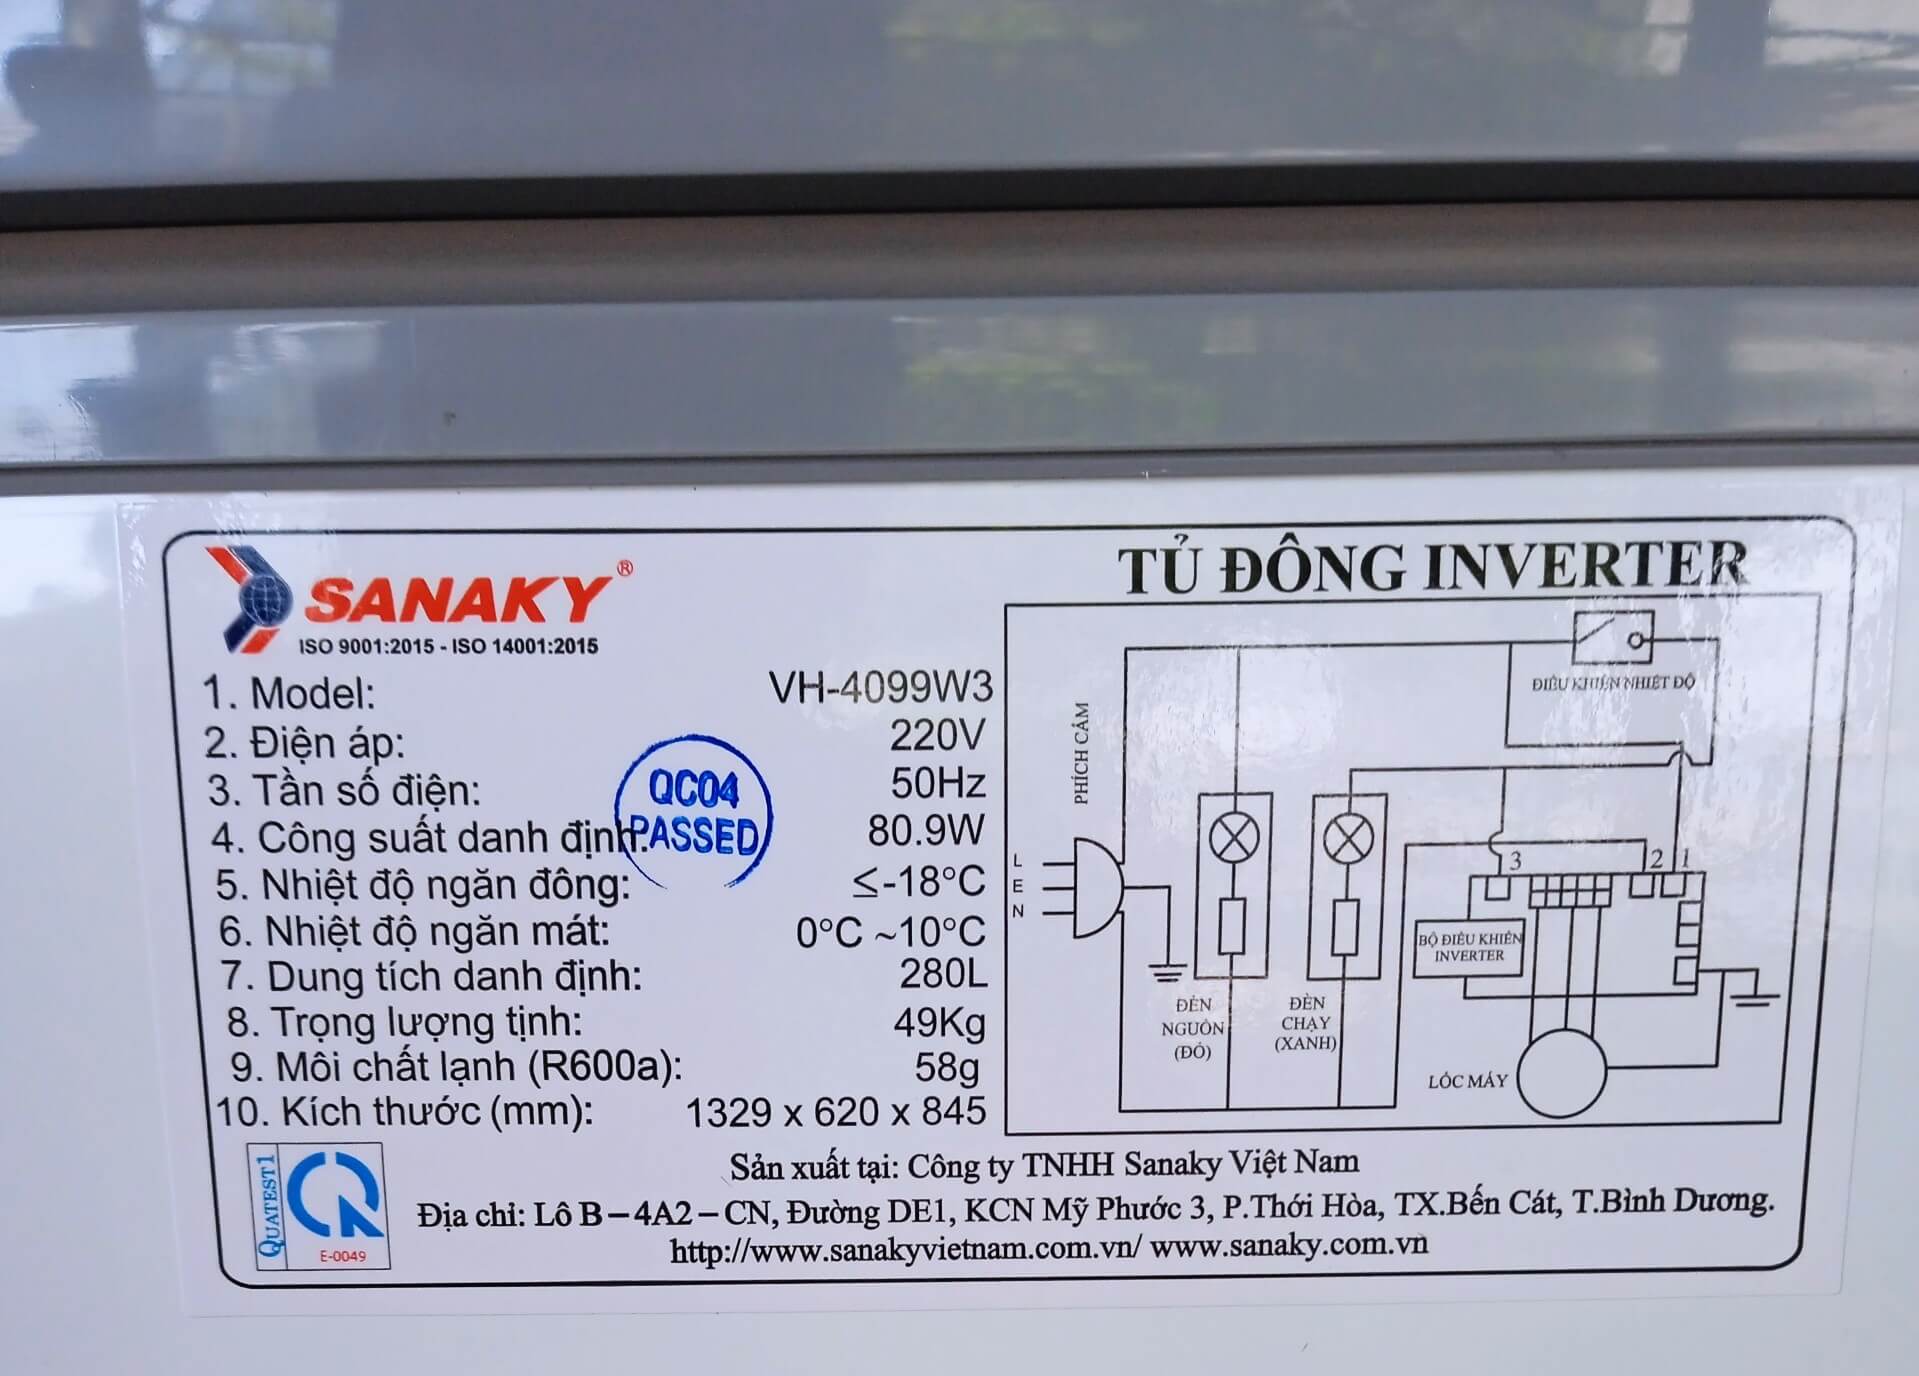 SANAKY®
ISO 9001:2015 - ISO 14001:2015
TỦ ĐÔNG INVERTER
1. Model: VH-4099W3
2. Điện áp: 220V
3. Tần số điện: 50Hz
4. Công suất danh định: 80.9W
5. Nhiệt độ ngăn đông: ≤-18°C
6. Nhiệt độ ngăn mát: 0°C ~10°C
7. Dung tích danh định: 280L
8. Trọng lượng tịnh: 49Kg
9. Môi chất lạnh (R600a): 58g
10. Kích thước (mm): 1329 x 620 x 845
QC04
PASSED
ĐIỀU KHIỂN NHIỆT ĐỘ
PHÍCH CẮM
L
E
N
3
2
1
BỘ ĐIỀU KHIỂN
INVERTER
ĐÈN
NGUỒN
(ĐỎ)
ĐÈN
CHẠY
(XANH)
LỐC MÁY
QUATEST1
E-0049
Sản xuất tại: Công ty TNHH Sanaky Việt Nam
Địa chỉ: Lô B – 4A2 – CN, Đường DE1, KCN Mỹ Phước 3, P.Thới Hòa, TX.Bến Cát, T.Bình Dương.
http://www.sanakyvietnam.com.vn/ www.sanaky.com.vn